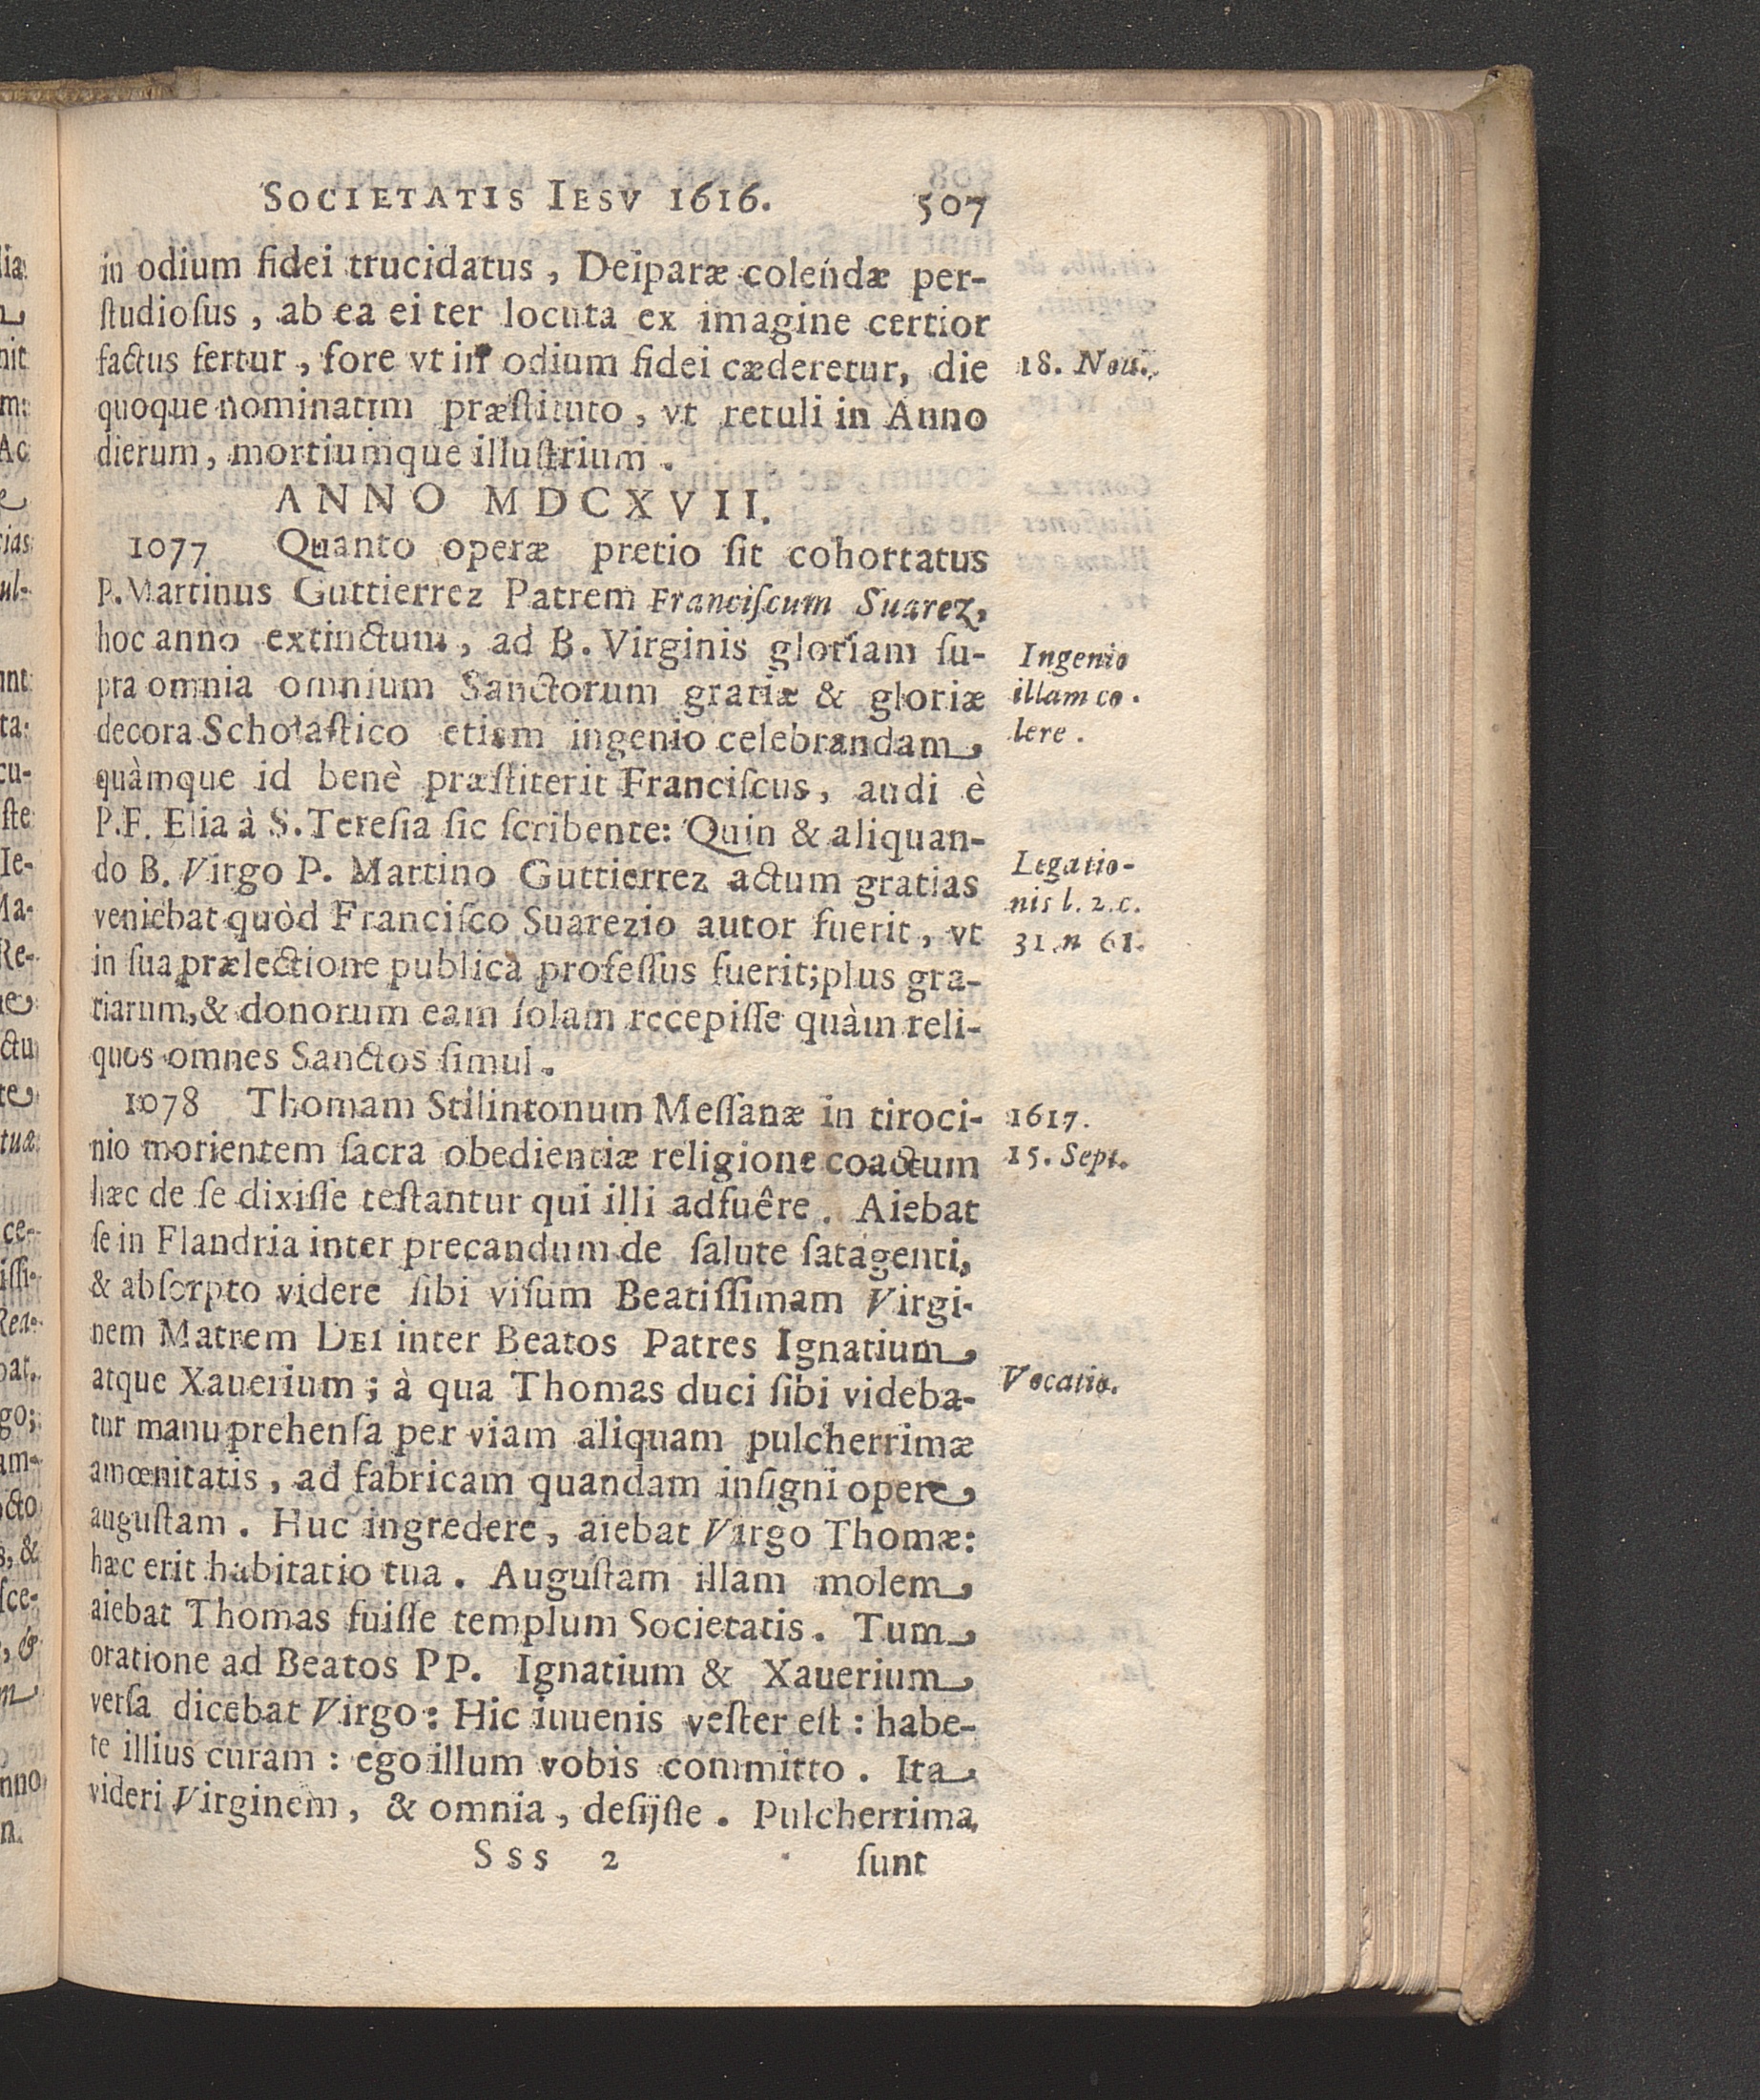 SOCIETATIS IESV 1616. 507
in odium fidei trucidatus, Deiparæ colendæ per-
ſtudioſus, ab ea ei ter locuta ex imagine certior
factus fertur, fore vt in odium fidei cæderetur, die
18. Nou.
quoque nominatim præſtituto, vt retuli in Anno
dierum, mortiumque illuſtrium.
ANNO MDCXVII.
1077 Quanto operæ pretio ſit cohortatus
P. Martinus Guttierrez Patrem Franciſcum Suarez,
hoc anno extinctum, ad B. Virginis gloriam ſu-
pra omnia omnium Sanctorum gratiæ & gloriæ
decora Scholaſtico etiam ingenio celebrandam,
Ingenio
illam co.
lere.
quàmque id benè præſtiterit Franciſcus, audi è
P.F. Elia à S. Tereſia ſic ſcribente: Quin & aliquan-
do B. Virgo P. Martino Guttierrez actum gratias
veniebat quòd Franciſco Suarezio autor fuerit, vt
in ſua prælectione publicà profeſſus fuerit; plus gra-
Legatio-
nis l. 2. c.
31. n 61.
tiarum, & donorum eam ſolam recepiſſe quàm reli-
quos omnes Sanctos ſimul.
1078 Thomam Stilintonum Meſſanæ in tiroci-
nio morientem ſacra obedientiæ religione coactum
1617.
15. Sept.
hæc de ſe dixiſſe teſtantur qui illi adfuêre. Aiebat
ſe in Flandria inter precandum de ſalute ſatagenti,
& abſorpto videre ſibi viſum Beatiſſimam Virgi-
nem Matrem DEI inter Beatos Patres Ignatium,
atque Xauerium; à qua Thomas duci ſibi videba-
Vocatio.
tur manu prehenſa per viam aliquam pulcherrimæ
amœnitatis, ad fabricam quandam inſigni opere,
auguſtam. Huc ingredere, aiebat Virgo Thomæ:
hæc erit habitatio tua. Auguſtam illam molem,
aiebat Thomas fuiſſe templum Societatis. Tum,
oratione ad Beatos PP. Ignatium & Xauerium,
verſa dicebat Virgo: Hic iuuenis veſter eſt: habe-
te illius curam: ego illum vobis committo. Ita,
videri Virginem, & omnia, deſijſſe. Pulcherrima,
Sss 2 ſunt